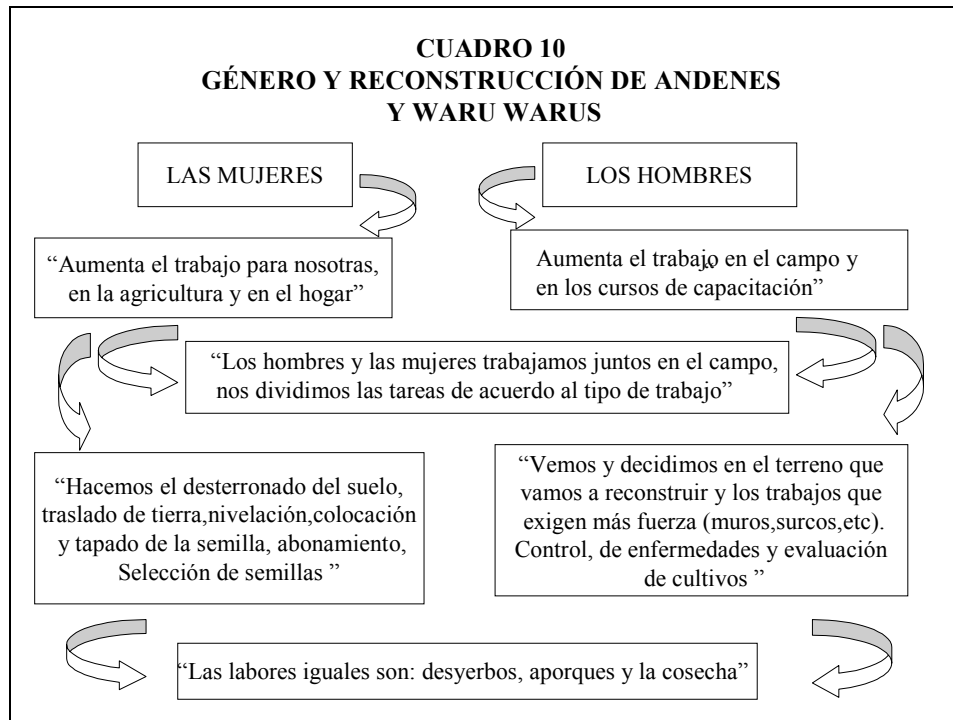 CUADRO 10
GÉNERO Y RECONSTRUCCIÓN DE ANDENES
Y WARU WARUS
LAS MUJERES
LOS HOMBRES
“Aumenta el trabajo para nosotras,
en la agricultura y en el hogar”
Aumenta el trabajo en el campo y
en los cursos de capacitación”
“Los hombres y las mujeres trabajamos juntos en el campo,
nos dividimos las tareas de acuerdo al tipo de trabajo”
“Hacemos el desterronado del suelo,
traslado de tierra,nivelación,colocación
y tapado de la semilla, abonamiento,
Selección de semillas ”
“Vemos y decidimos en el terreno que
vamos a reconstruir y los trabajos que
exigen más fuerza (muros,surcos,etc).
Control, de enfermedades y evaluación
de cultivos ”
“Las labores iguales son: desyerbos, aporques y la cosecha”